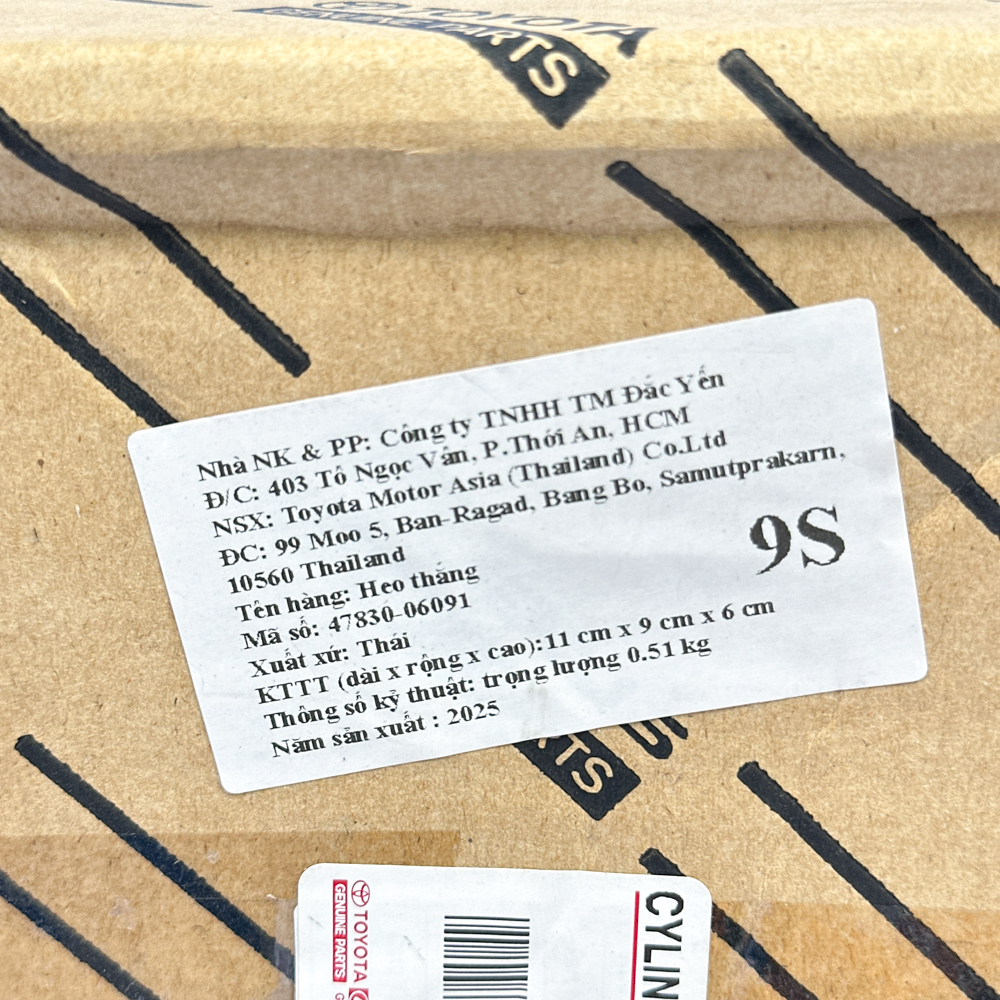 TOYOTA
GENUINE PARTS
Nhà NK & PP: Công ty TNHH TM Đắc Yến
Đ/C: 403 Tô Ngọc Vân, P.Thới An, HCM
NSX: Toyota Motor Asia (Thailand) Co.Ltd
ĐC: 99 Moo 5, Ban-Ragad, Bang Bo, Samutprakarn,
10560 Thailand
9S
Tên hàng: Heo thắng
Mã số: 47830-06091
Xuất xứ: Thái
KTTT (dài x rộng x cao):11 cm x 9 cm x 6 cm
Thông số kỷ thuật: trọng lượng 0.51 kg
Năm sản xuất : 2025
TOYOTA
GENUINE PARTS
CYLIN